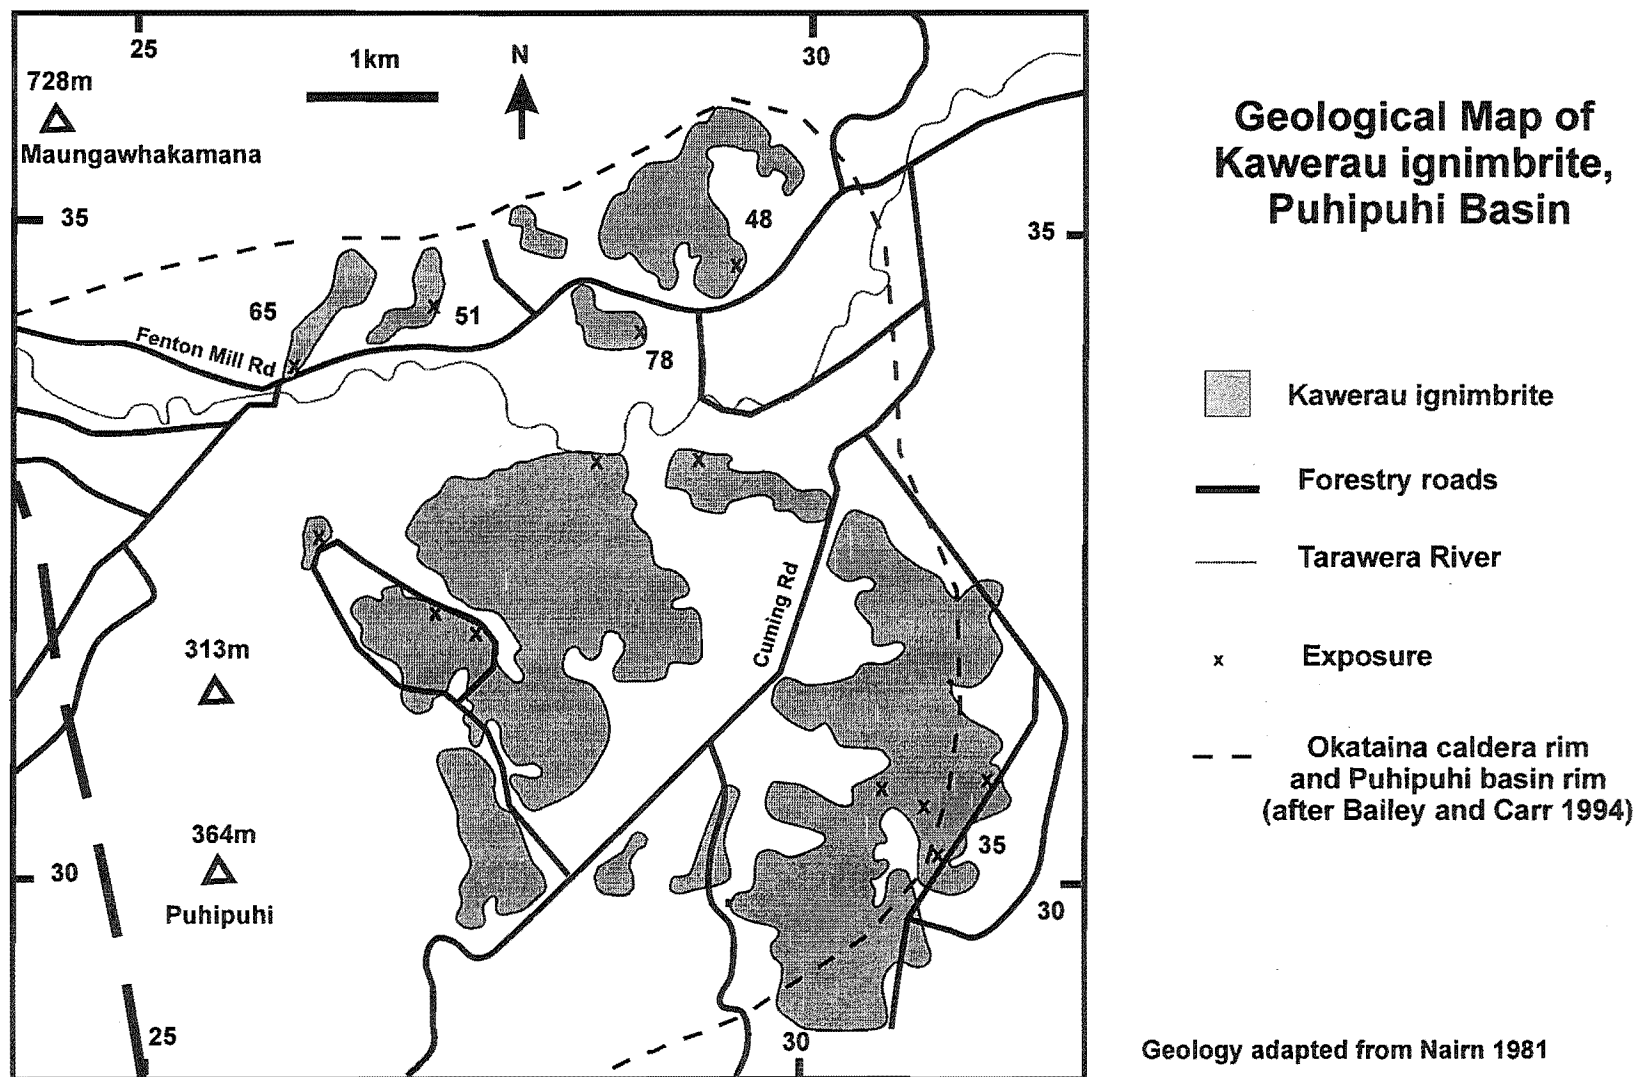 25
30
1km
N
728m
Maungawhakamana
35
35
48
65
51
Fenton Mill Rd
78
x
x
x
x
x
x
x
x
x
Cuming Rd
313m
x
x
x
x
364m
35
30
30
Puhipuhi
25
30
Geological Map of
Kawerau ignimbrite,
Puhipuhi Basin
Kawerau ignimbrite
Forestry roads
Tarawera River
x Exposure
Okataina caldera rim
and Puhipuhi basin rim
(after Bailey and Carr 1994)
Geology adapted from Nairn 1981